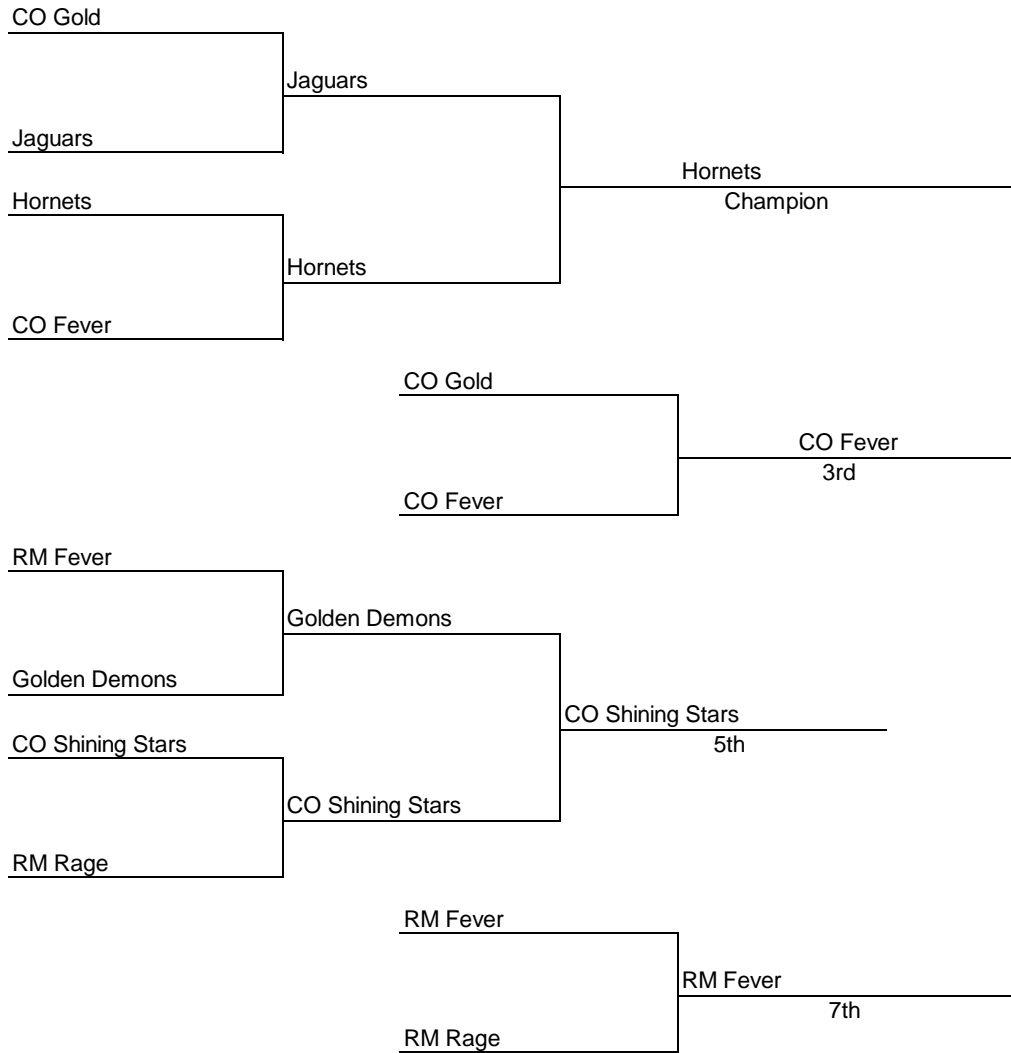 CO Gold
Jaguars
Jaguars
Hornets
Hornets
Champion
Hornets
CO Fever
CO Gold
CO Fever
3rd
CO Fever
RM Fever
Golden Demons
Golden Demons
CO Shining Stars
CO Shining Stars
5th
CO Shining Stars
RM Rage
RM Fever
RM Fever
7th
RM Rage